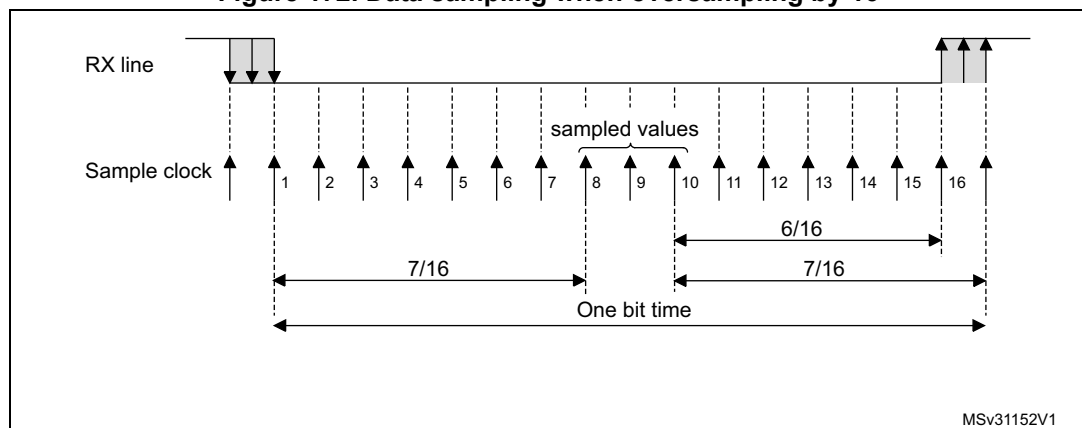 Figure Data sampling when oversampling by 16
RX line
sampled values
Sample clock
1 2 3 4 5 6 7 8 9 10 11 12 13 14 15 16
6/16
7/16 7/16
One bit time
MSv31152V1